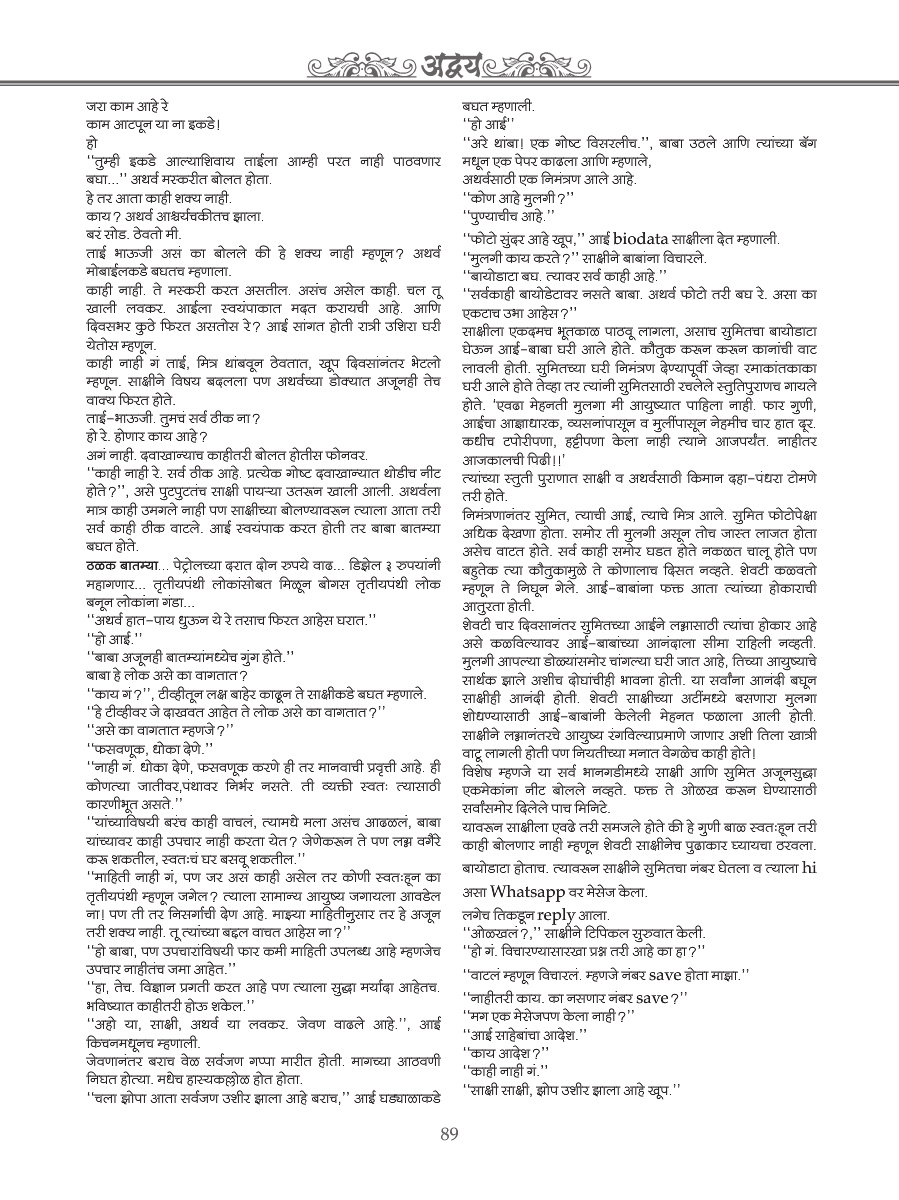 अद्वय
जरा काम आहे रे
काम आटपून या ना इकडे!
हो
‘‘तुम्ही इकडे आल्याशिवाय ताईला आम्ही परत नाही पाठवणार
बघा...’’ अथर्व मस्करीत बोलत होता.
हे तर आता काही शक्य नाही.
काय? अथर्व आश्चर्यचकीतच झाला.
बरं सोड. ठेवतो मी.
ताई भाऊजी असं का बोलले की हे शक्य नाही म्हणून? अथर्व
मोबाईलकडे बघतच म्हणाला.
काही नाही. ते मस्करी करत असतील. असंच असेल काही. चल तू
खाली लवकर. आईला स्वयंपाकात मदत करायची आहे. आणि
दिवसभर कुठे फिरत असतोस रे? आई सांगत होती रात्री उशिरा घरी
येतोस म्हणून.
काही नाही गं ताई, मित्र थांबवून ठेवतात, खूप दिवसांनंतर भेटलो
म्हणून. साक्षीने विषय बदलला पण अथर्वच्या डोक्यात अजूनही तेच
वाक्य फिरत होते.
ताई-भाऊजी. तुमचं सर्व ठीक ना?
हो रे. होणार काय आहे?
अगं नाही. दवाखान्याच काहीतरी बोलत होतीस फोनवर.
‘‘काही नाही रे. सर्व ठीक आहे. प्रत्येक गोष्ट दवाखान्यात थोडीच नीट
होते?’’, असे पुटपुटतंच साक्षी पायऱ्या उतरून खाली आली. अथर्वला
मात्र काही उमगले नाही पण साक्षीच्या बोलण्यावरून त्याला आता तरी
सर्व काही ठीक वाटले. आई स्वयंपाक करत होती तर बाबा बातम्या
बघत होते.
ठळक बातम्या... पेट्रोलच्या दरात दोन रुपये वाढ... डिझेल ३ रुपयांनी
महागणार... तृतीयपंथी लोकांसोबत मिळून बोगस तृतीयपंथी लोक
बनून लोकांना गंडा...
‘‘अथर्व हात-पाय धुऊन ये रे तसाच फिरत आहेस घरात.’’
‘‘हो आई.’’
‘‘बाबा अजूनही बातम्यांमध्येच गुंग होते.’’
बाबा हे लोक असे का वागतात?
‘‘काय गं?’’, टीव्हीतून लक्ष बाहेर काढून ते साक्षीकडे बघत म्हणाले.
‘‘हे टीव्हीवर जे दाखवत आहेत ते लोक असे का वागतात?’’
‘‘असे का वागतात म्हणजे?’’
‘‘फसवणूक, धोका देणे.’’
‘‘नाही गं. धोका देणे, फसवणूक करणे ही तर मानवाची प्रवृत्ती आहे. ही
कोणत्या जातीवर,पंथावर निर्भर नसते. ती व्यक्ती स्वतः त्यासाठी
कारणीभूत असते.’’
‘‘यांच्याविषयी बरंच काही वाचलं, त्यामधे मला असंच आढळलं, बाबा
यांच्यावर काही उपचार नाही करता येत? जेणेकरून ते पण लग्न वगैरे
करू शकतील, स्वतःचं घर बसवू शकतील.’’
‘‘माहिती नाही गं, पण जर असं काही असेल तर कोणी स्वतःहून का
तृतीयपंथी म्हणून जगेल? त्याला सामान्य आयुष्य जगायला आवडेल
ना! पण ती तर निसर्गाची देण आहे. माझ्या माहितीनुसार तर हे अजून
तरी शक्य नाही. तू त्यांच्या बद्दल वाचत आहेस ना?’’
‘‘हो बाबा, पण उपचारांविषयी फार कमी माहिती उपलब्ध आहे म्हणजेच
उपचार नाहीतंच जमा आहेत.’’
‘‘हा, तेच. विज्ञान प्रगती करत आहे पण त्याला सुद्धा मर्यादा आहेतच.
भविष्यात काहीतरी होऊ शकेल.’’
‘‘अहो या, साक्षी, अथर्व या लवकर. जेवण वाढले आहे.’’, आई
किचनमधूनच म्हणाली.
जेवणानंतर बराच वेळ सर्वजण गप्पा मारीत होती. मागच्या आठवणी
निघत होत्या. मधेच हास्यकल्लोळ होत होता.
‘‘चला झोपा आता सर्वजण उशीर झाला आहे बराच,’’ आई घड्याळाकडे
बघत म्हणाली.
‘‘हो आई’’
‘‘अरे थांबा! एक गोष्ट विसरलीच.’’, बाबा उठले आणि त्यांच्या बॅग
मधून एक पेपर काढला आणि म्हणाले,
अथर्वसाठी एक निमंत्रण आले आहे.
‘‘कोण आहे मुलगी?’’
‘‘पुण्याचीच आहे.’’
‘‘फोटो सुंदर आहे खूप,’’ आई biodata साक्षीला देत म्हणाली.
‘‘मुलगी काय करते?’’ साक्षीने बाबांना विचारले.
‘‘बायोडाटा बघ. त्यावर सर्व काही आहे.’’
‘‘सर्वकाही बायोडेटावर नसते बाबा. अथर्व फोटो तरी बघ रे. असा का
एकटाच उभा आहेस?’’
साक्षीला एकदमच भूतकाळ पाठवू लागला, असाच सुमितचा बायोडाटा
घेऊन आई-बाबा घरी आले होते. कौतुक करून करून कानांची वाट
लावली होती. सुमितच्या घरी निमंत्रण देण्यापूर्वी जेव्हा रमाकांतकाका
घरी आले होते तेव्हा तर त्यांनी सुमितसाठी रचलेले स्तुतिपुराणच गायले
होते. ‘एवढा मेहनती मुलगा मी आयुष्यात पाहिला नाही. फार गुणी,
आईचा आज्ञाधारक, व्यसनांपासून व मुलींपासून नेहमीच चार हात दूर.
कधीच टपोरीपणा, हट्टीपणा केला नाही त्याने आजपर्यंत. नाहीतर
आजकालची पिढी!!’
त्यांच्या स्तुती पुराणात साक्षी व अथर्वसाठी किमान दहा-पंधरा टोमणे
तरी होते.
निमंत्रणानंतर सुमित, त्याची आई, त्याचे मित्र आले. सुमित फोटोपेक्षा
अधिक देखणा होता. समोर ती मुलगी असून तोच जास्त लाजत होता
असेच वाटत होते. सर्व काही समोर घडत होते नकळत चालू होते पण
बहुतेक त्या कौतुकामुळे ते कोणालाच दिसत नव्हते. शेवटी कळवतो
म्हणून ते निघून गेले. आई-बाबांना फक्त आता त्यांच्या होकाराची
आतुरता होती.
शेवटी चार दिवसानंतर सुमितच्या आईने लग्नासाठी त्यांचा होकार आहे
असे कळविल्यावर आई-बाबांच्या आनंदाला सीमा राहिली नव्हती.
मुलगी आपल्या डोळ्यांसमोर चांगल्या घरी जात आहे, तिच्या आयुष्याचे
सार्थक झाले अशीच दोघांचीही भावना होती. या सर्वांना आनंदी बघून
साक्षीही आनंदी होती. शेवटी साक्षीच्या अटींमध्ये बसणारा मुलगा
शोधण्यासाठी आई-बाबांनी केलेली मेहनत फळाला आली होती.
साक्षीने लग्नानंतरचे आयुष्य रंगविल्याप्रमाणे जाणार अशी तिला खात्री
वाटू लागली होती पण नियतीच्या मनात वेगळेच काही होते!
विशेष म्हणजे या सर्व भानगडीमध्ये साक्षी आणि सुमित अजूनसुद्धा
एकमेकांना नीट बोलले नव्हते. फक्त ते ओळख करून घेण्यासाठी
सर्वांसमोर दिलेले पाच मिनिटे.
यावरून साक्षीला एवढे तरी समजले होते की हे गुणी बाळ स्वतःहून तरी
काही बोलणार नाही म्हणून शेवटी साक्षीनेच पुढाकार घ्यायचा ठरवला.
बायोडाटा होताच. त्यावरून साक्षीने सुमितचा नंबर घेतला व त्याला hi
असा Whatsapp वर मेसेज केला.
लगेच तिकडून reply आला.
‘‘ओळखलं?,’’ साक्षीने टिपिकल सुरुवात केली.
‘‘हो गं. विचारण्यासारखा प्रश्न तरी आहे का हा?’’
‘‘वाटलं म्हणून विचारलं. म्हणजे नंबर save होता माझा.’’
‘‘नाहीतरी काय. का नसणार नंबर save?’’
‘‘मग एक मेसेजपण केला नाही?’’
‘‘आई साहेबांचा आदेश.’’
‘‘काय आदेश?’’
‘‘काही नाही गं.’’
‘‘साक्षी साक्षी, झोप उशीर झाला आहे खूप.’’
89